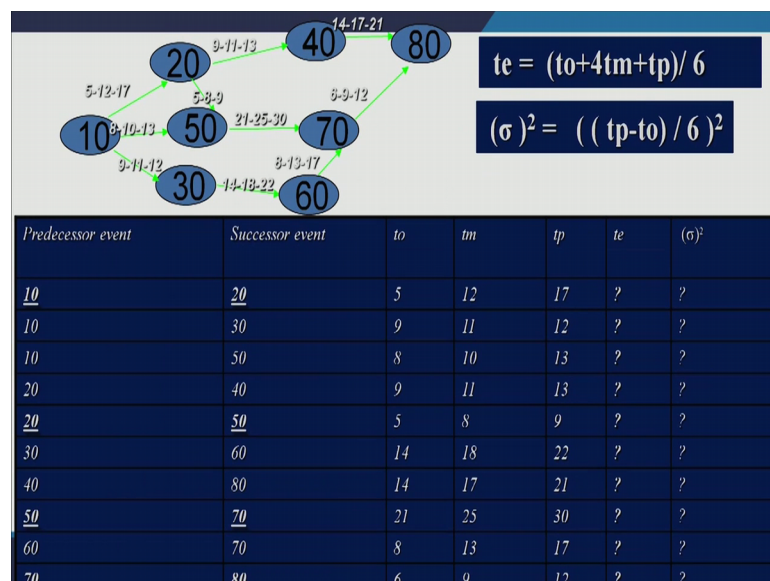 14-17-21
9-11-13
40
80
20
te = (to+4tm+tp)/ 6
5-12-17
5-8-9
6-9-12
10
8-10-13
50
21-25-30
70
(σ )² = ( ( tp-to) / 6 )²
9-11-12
8-13-17
30
14-18-22
60
Predecessor event Successor event to tm tp te (σ)²
10 20 5 12 17 ? ?
10 30 9 11 12 ? ?
10 50 8 10 13 ? ?
20 40 9 11 13 ? ?
20 50 5 8 9 ? ?
30 60 14 18 22 ? ?
40 80 14 17 21 ? ?
50 70 21 25 30 ? ?
60 70 8 13 17 ? ?
70 80 6 9 12 ? ?